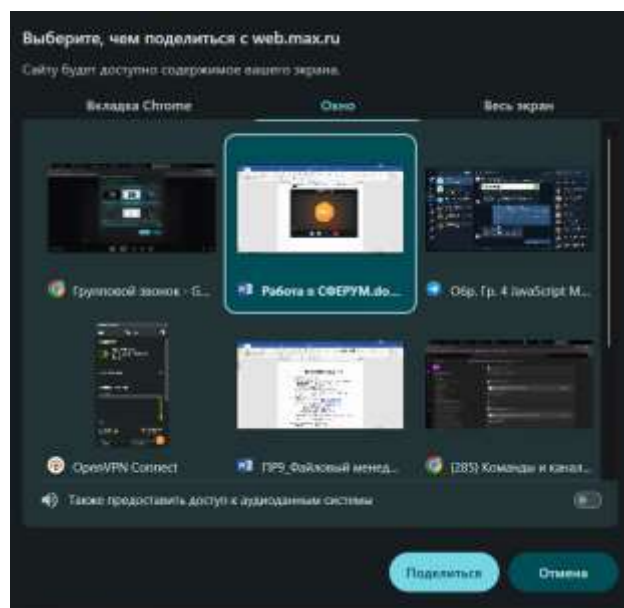 Выберите, чем поделиться с web.max.ru
Сайту будет доступно содержимое вашего экрана.
Вкладка Chrome
Окно
Весь экран
Групповой звонок - G...
Работа в СФЕРУМ.do...
Обр. Гр. 4 JavaScript M...
OpenVPN Connect
ПР9_Файловый менед...
(285) Команды и канал...
Также предоставить доступ к аудиоданным системы
Поделиться
Отмена